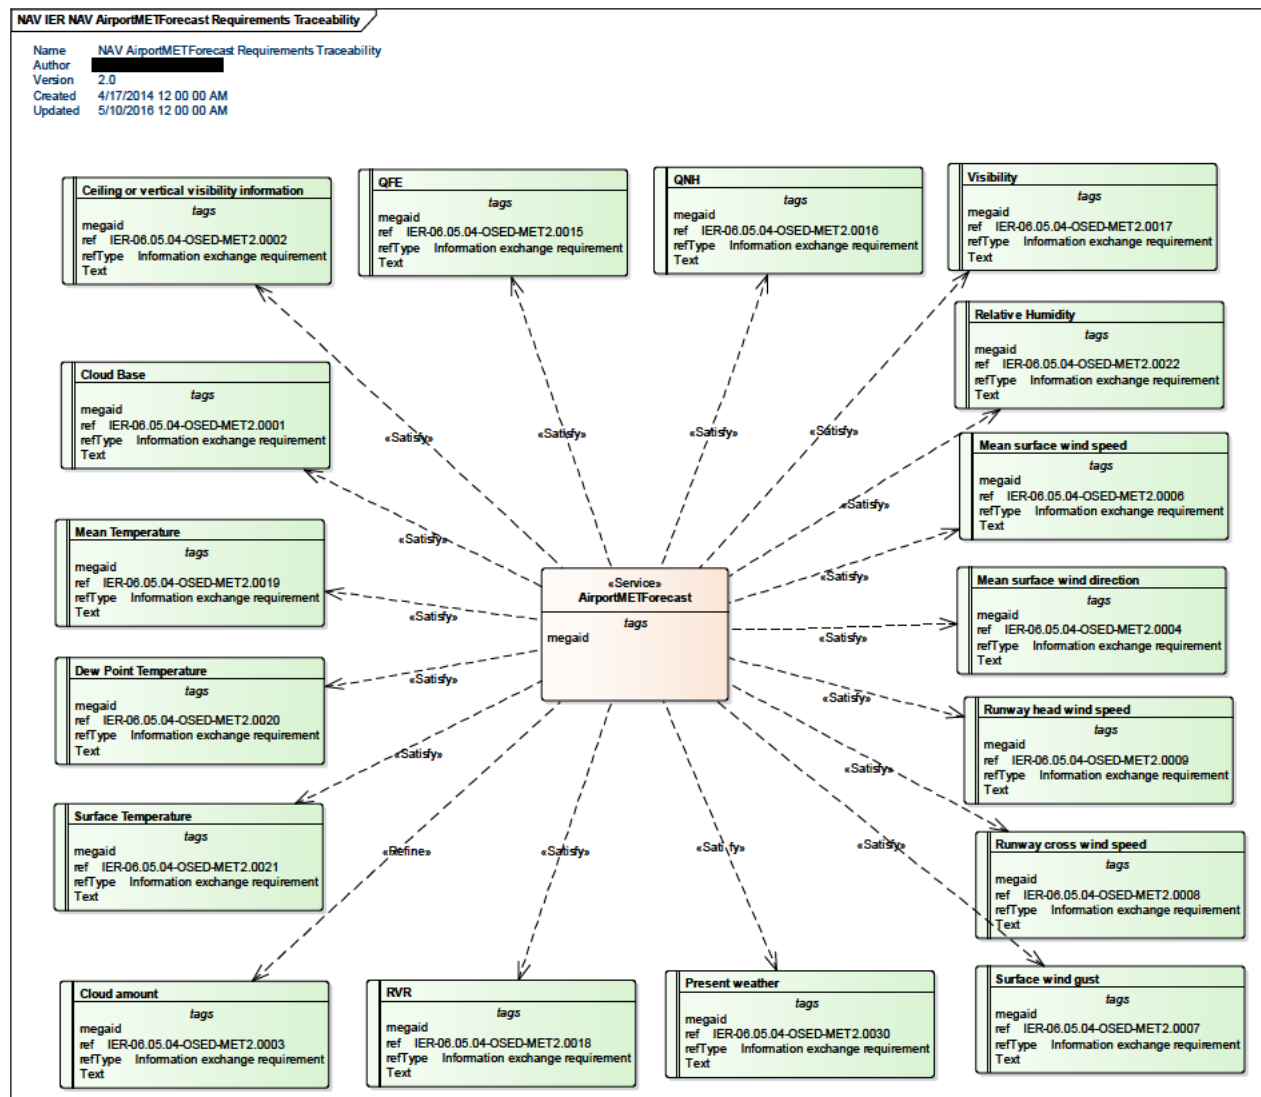 NAV IER NAV AirportMETForecast Requirements Traceability
Name NAV AirportMETForecast Requirements Traceability
Author
Version 2.0
Created 4/17/2014 12 00 00 AM
Updated 5/10/2016 12 00 00 AM
Ceiling or vertical visibility information
tags
megaid
ref IER-06.05.04-OSED-MET2.0002
refType Information exchange requirement
Text
QFE
tags
megaid
ref IER-06.05.04-OSED-MET2.0015
refType Information exchange requirement
Text
QNH
tags
megaid
ref IER-06.05.04-OSED-MET2.0016
refType Information exchange requirement
Text
Visibility
tags
megaid
ref IER-06.05.04-OSED-MET2.0017
refType Information exchange requirement
Text
Relative Humidity
tags
megaid
ref IER-06.05.04-OSED-MET2.0022
refType Information exchange requirement
Text
Cloud Base
tags
megaid
ref IER-06.05.04-OSED-MET2.0001
refType Information exchange requirement
Text
«Satisfy»
«Satisfy»
«Satisfy»
«Satisfy»
Mean surface wind speed
tags
megaid
ref IER-06.05.04-OSED-MET2.0006
refType Information exchange requirement
Text
«Satisfy»
«Satisfy»
Mean Temperature
tags
megaid
ref IER-06.05.04-OSED-MET2.0019
refType Information exchange requirement
Text
«Satisfy»
«Satisfy»
«Service»
AirportMETForecast
tags
megaid
Mean surface wind direction
tags
megaid
ref IER-06.05.04-OSED-MET2.0004
refType Information exchange requirement
Text
«Satisfy»
Dew Point Temperature
tags
megaid
ref IER-06.05.04-OSED-MET2.0020
refType Information exchange requirement
Text
«Satisfy»
Runway head wind speed
tags
megaid
ref IER-06.05.04-OSED-MET2.0009
refType Information exchange requirement
Text
«Satisfy»
«Satisfy»
Surface Temperature
tags
megaid
ref IER-06.05.04-OSED-MET2.0021
refType Information exchange requirement
Text
«Refine»
«Satisfy»
«Sati fy»
«Satisfy»
Runway cross wind speed
tags
megaid
ref IER-06.05.04-OSED-MET2.0008
refType Information exchange requirement
Text
Cloud amount
tags
megaid
ref IER-06.05.04-OSED-MET2.0003
refType Information exchange requirement
Text
RVR
tags
megaid
ref IER-06.05.04-OSED-MET2.0018
refType Information exchange requirement
Text
Present weather
tags
megaid
ref IER-06.05.04-OSED-MET2.0030
refType Information exchange requirement
Text
Surface wind gust
tags
megaid
ref IER-06.05.04-OSED-MET2.0007
refType Information exchange requirement
Text